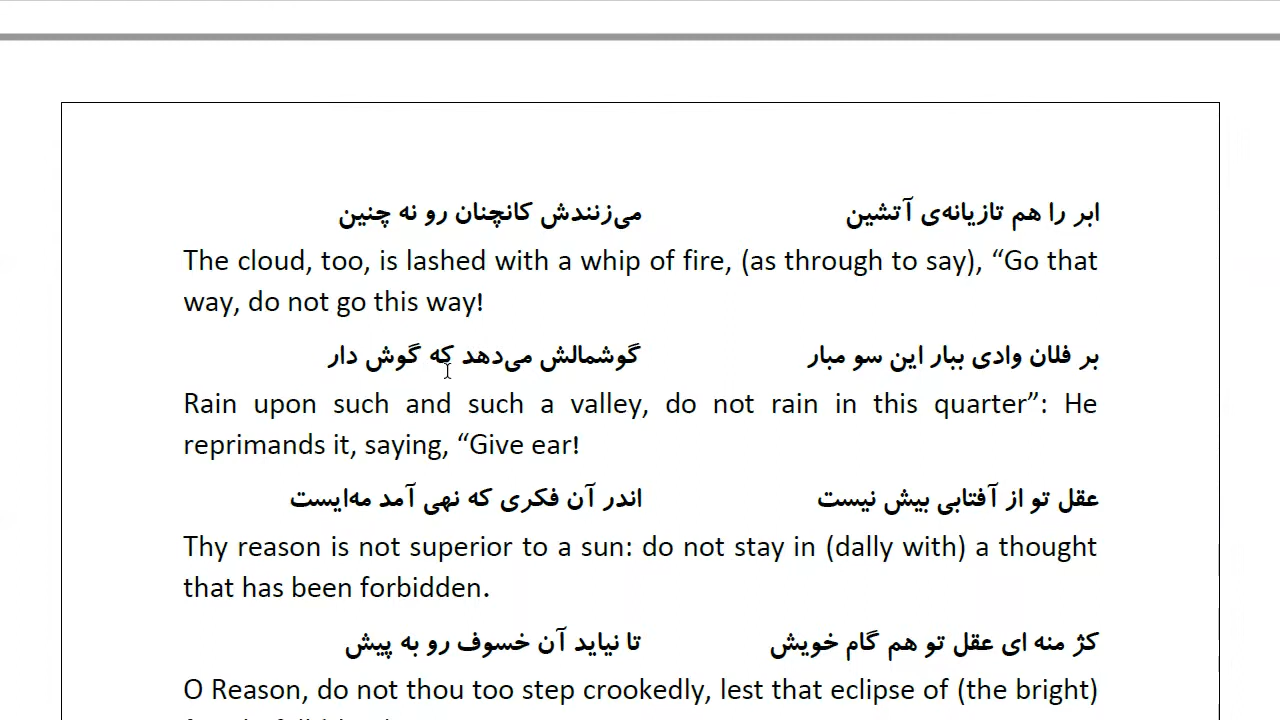 ابر را هم تازیانه‌ی آتشین می‌زنندش کانچنان رو نه چنین
The cloud, too, is lashed with a whip of fire, (as through to say), “Go that
way, do not go this way!
بر فلان وادی ببار این سو مبار گوشمالش می‌دهد که گوش دار
Rain upon such and such a valley, do not rain in this quarter”: He
reprimands it, saying, “Give ear!
عقل تو از آفتابی بیش نیست اندر آن فکری که نهی آمد مه‌ایست
Thy reason is not superior to a sun: do not stay in (dally with) a thought
that has been forbidden.
کژ منه ای عقل تو هم گام خویش تا نیاید آن خسوف رو به پیش
O Reason, do not thou too step crookedly, lest that eclipse of (the bright)